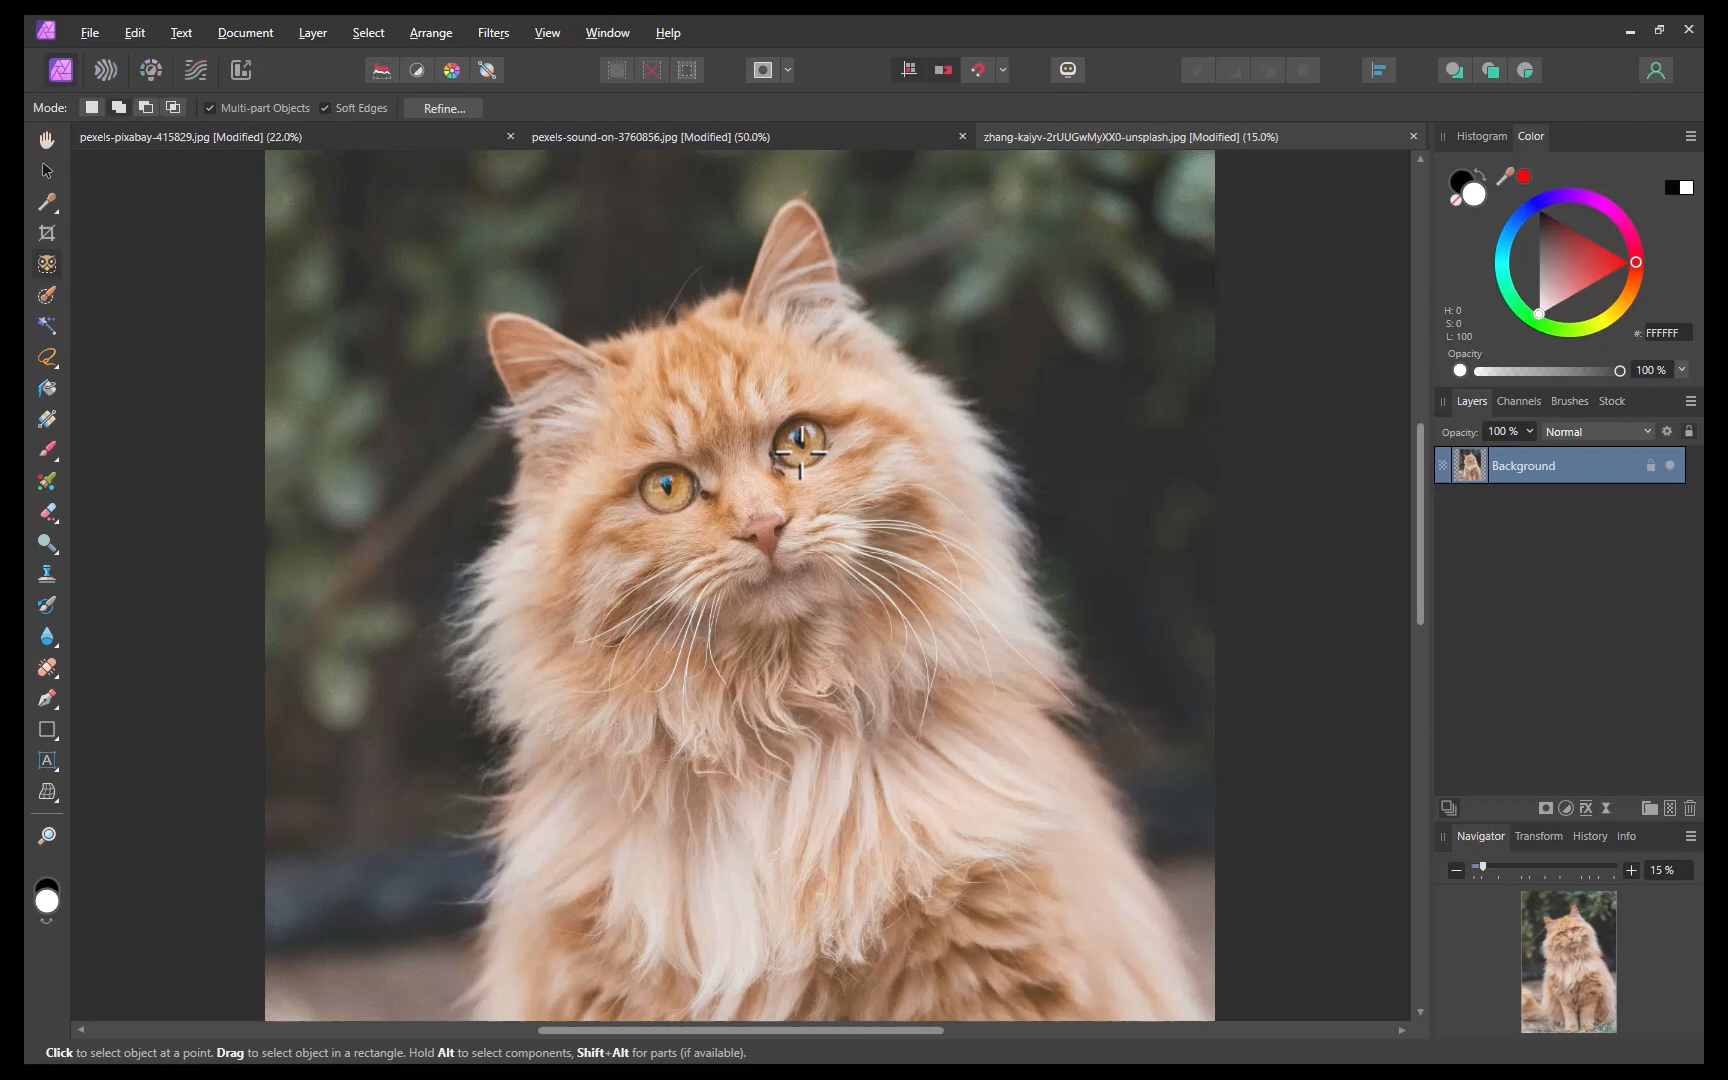 File Edit Text Document Layer Select Arrange Filters View Window Help
Mode: Multi-part Objects Soft Edges Refine...
pexels-pixabay-415829.jpg [Modified] (22.0%) pexels-sound-on-3760856.jpg [Modified] (50.0%) zhang-kaiyv-2rUUGwMyXX0-unsplash.jpg [Modified] (15.0%)
Histogram Color
H: 0
S: 0
L: 100
#: FFFFFF
Opacity
100 %
Layers Channels Brushes Stock
Opacity: 100 % Normal
Background
A
FX
Navigator Transform History Info
15 %
Click to select object at a point. Drag to select object in a rectangle. Hold Alt to select components, Shift+Alt for parts (if available).